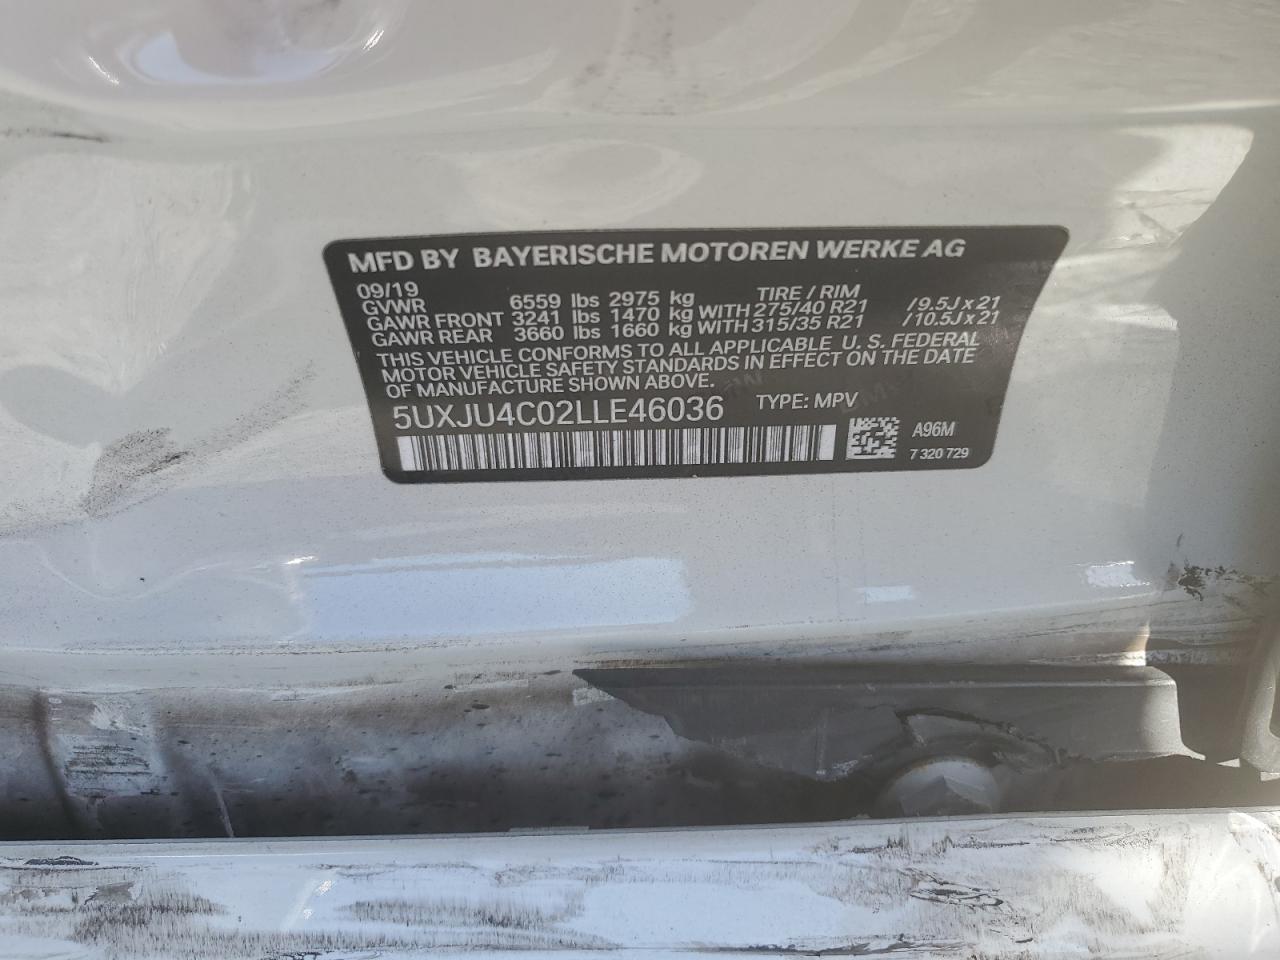 MFD BY BAYERISCHE MOTOREN WERKE AG
09/19 TIRE / RIM
GVWR 6559 lbs 2975 kg
GAWR FRONT 3241 lbs 1470 kg WITH 275/40 R21 / 9.5J x 21
GAWR REAR 3660 lbs 1660 kg WITH 315/35 R21 / 10.5J x 21
THIS VEHICLE CONFORMS TO ALL APPLICABLE U. S. FEDERAL
MOTOR VEHICLE SAFETY STANDARDS IN EFFECT ON THE DATE
OF MANUFACTURE SHOWN ABOVE.
5UXJU4C02LLE46036 TYPE: MPV
A96M
7 320 729